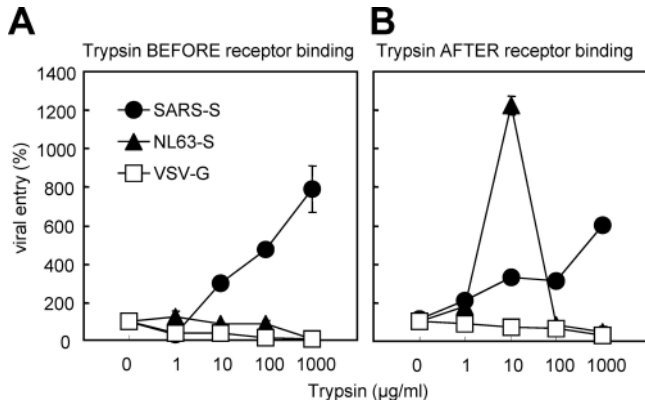 A
B
Trypsin BEFORE receptor binding
Trypsin AFTER receptor binding
1400
1200
1000
800
600
400
200
0
viral entry (%)
SARS-S
NL63-S
VSV-G
0 1 10 100 1000
0 1 10 100 1000
Trypsin (µg/ml)